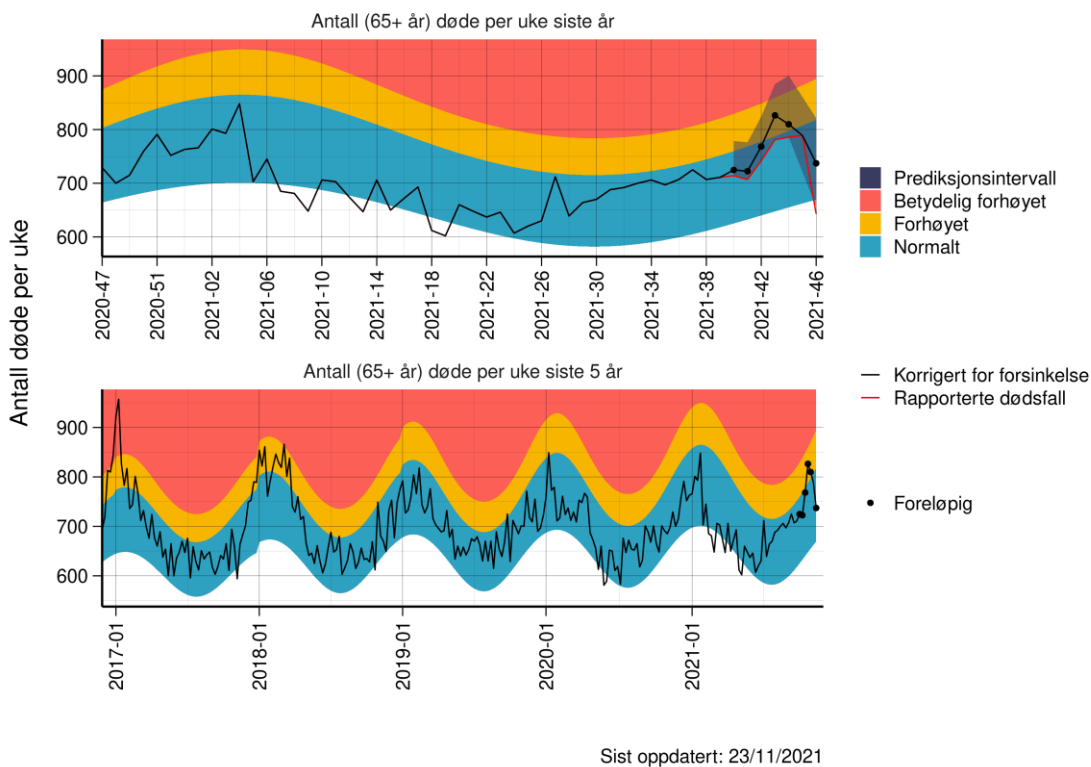 Antall (65+ år) døde per uke siste år
Antall døde per uke
900
800
700
600
2020-47
2020-51
2021-02
2021-06
2021-10
2021-14
2021-18
2021-22
2021-26
2021-30
2021-34
2021-38
2021-42
2021-46
Prediksjonsintervall
Betydelig forhøyet
Forhøyet
Normalt
Antall (65+ år) døde per uke siste 5 år
900
800
700
600
2017-01
2018-01
2019-01
2020-01
2021-01
Korrigert for forsinkelse
Rapporterte dødsfall
Foreløpig
Sist oppdatert: 23/11/2021